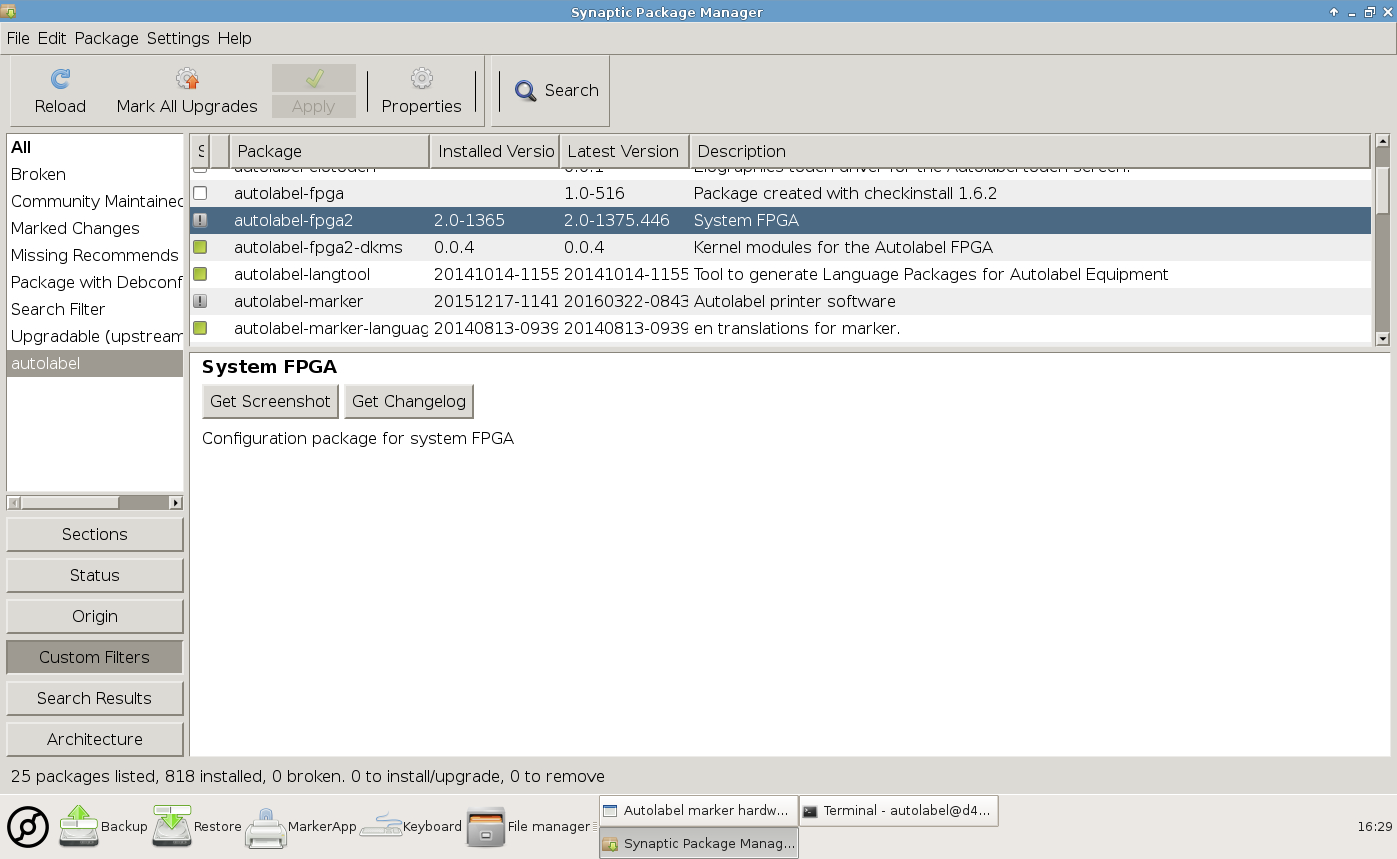 Synaptic Package Manager
File Edit Package Settings Help
Reload Mark All Upgrades Apply Properties Search
All
Broken
Community Maintained
Marked Changes
Missing Recommends
Package with Debconf
Search Filter
Upgradable (upstream
autolabel
S Package Installed Versio Latest Version Description
autolabel-fpga 1.0-516 Package created with checkinstall 1.6.2
autolabel-fpga2 2.0-1365 2.0-1375.446 System FPGA
autolabel-fpga2-dkms 0.0.4 0.0.4 Kernel modules for the Autolabel FPGA
autolabel-langtool 20141014-1155 20141014-1155 Tool to generate Language Packages for Autolabel Equipment
autolabel-marker 20151217-1141 20160322-0843 Autolabel printer software
autolabel-marker-languag 20140813-0939 20140813-0939 en translations for marker.
System FPGA
Get Screenshot Get Changelog
Configuration package for system FPGA
Sections
Status
Origin
Custom Filters
Search Results
Architecture
25 packages listed, 818 installed, 0 broken. 0 to install/upgrade, 0 to remove
Backup Restore MarkerApp Keyboard File manager
Autolabel marker hardw... Terminal - autolabel@d4...
Synaptic Package Manag...
16:29